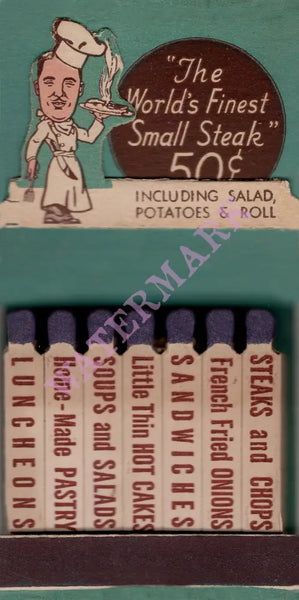 "The
World's Finest
Small Steak"
50¢
INCLUDING SALAD,
POTATOES & ROLL
WATERMARK
LUNCHEONS
Home-Made PASTRY
SOUPS and SALADS
Little Thin HOT CAKES
SANDWICHES
French Fried ONIONS
STEAKS and CHOPS